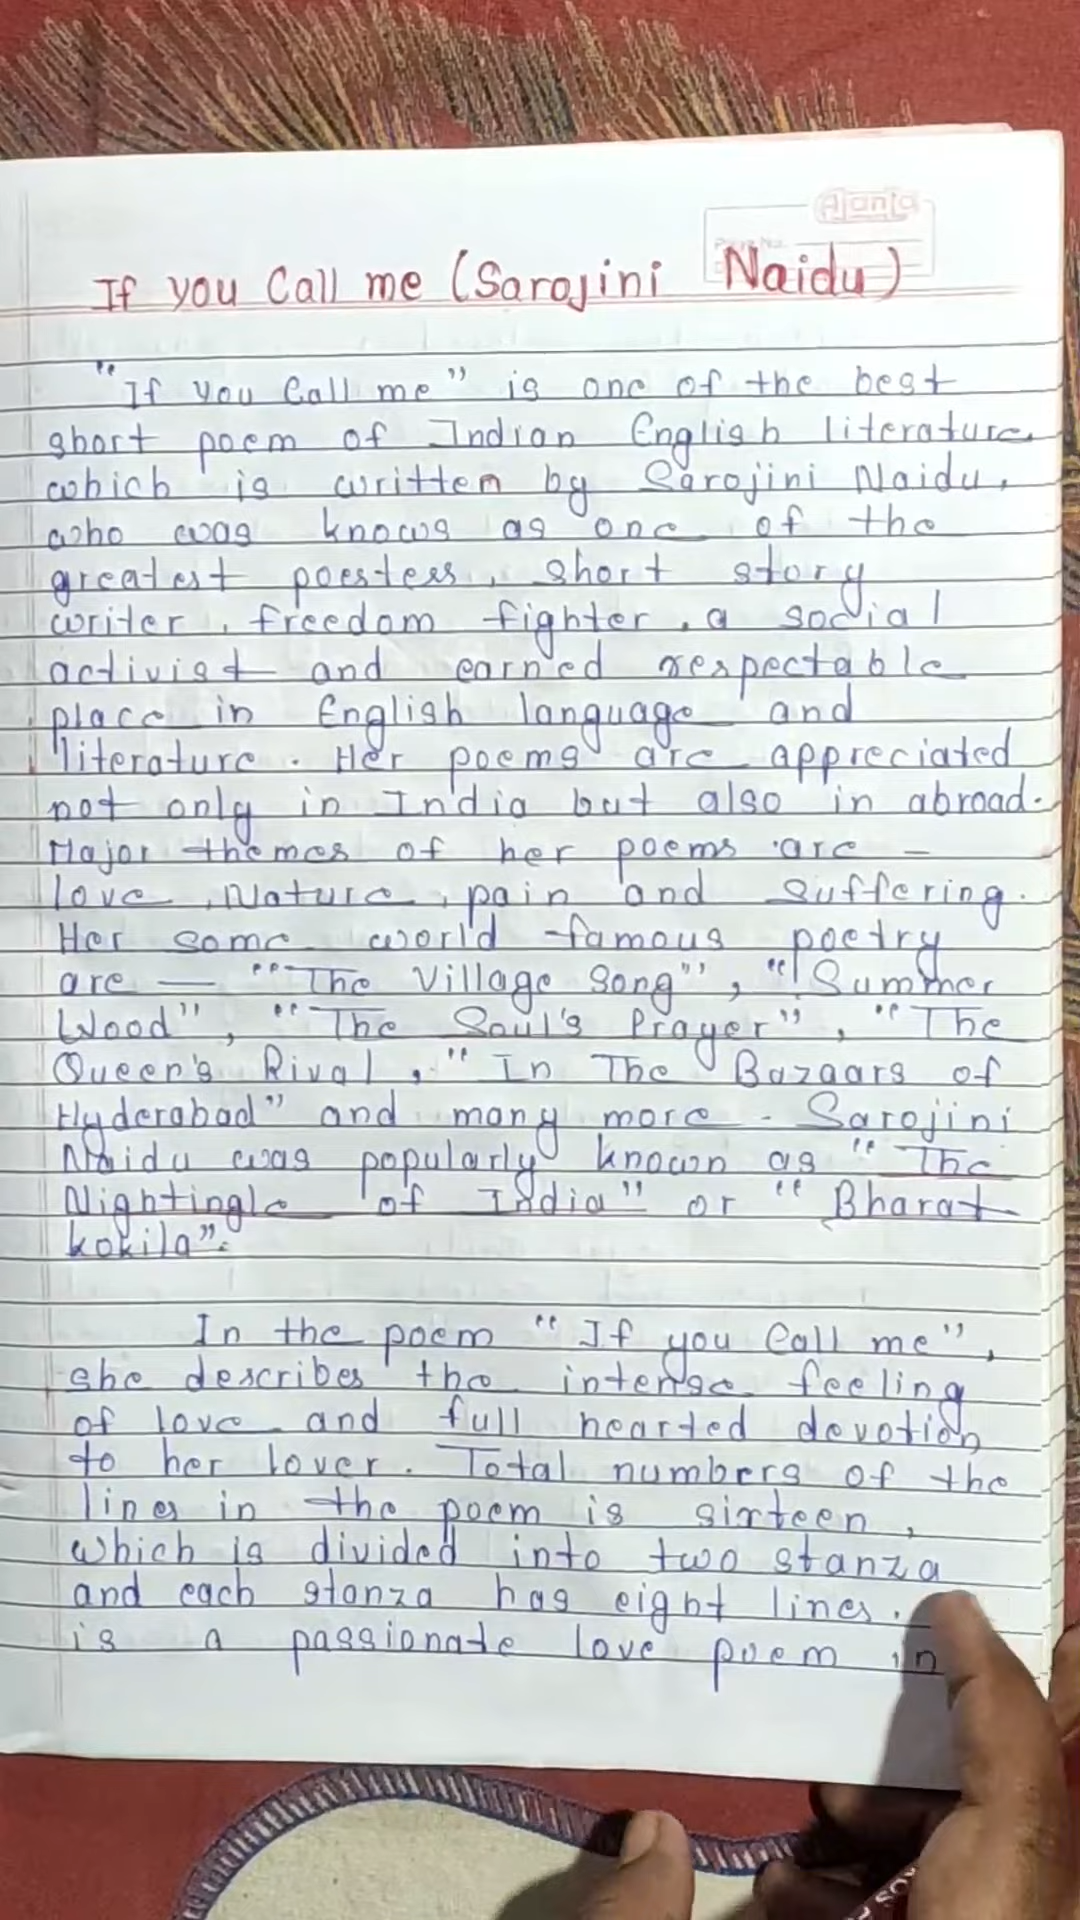 Ajanta
Page No.
If you Call me (Sarojini Naidu)
"If you Call me" is one of the best
short poem of Indian English literature
which is written by Sarojini Naidu,
who was knows as one of the
greatest poestess, short story
writer, freedom fighter, a social
activist and earned respectable
place in English language and
literature. Her poems are appreciated
not only in India but also in abroad.
Major themes of her poems are -
love, Nature, pain and suffering.
Her some world famous poetry
are — "The Village Song", "Summer
Wood", "The Soul's Prayer", "The
Queen's Rival, "In The Bazaars of
Hyderabad" and many more. Sarojini
Naidu was popularly known as "The
Nightingle of India" or "Bharat
kokila".
In the poem "If you Call me",
she describes the intense feeling
of love and full hearted devotion
to her lover. Total numbers of the
lines in the poem is sixteen,
which is divided into two stanza
and each stanza has eight lines.
is a passionate love poem in